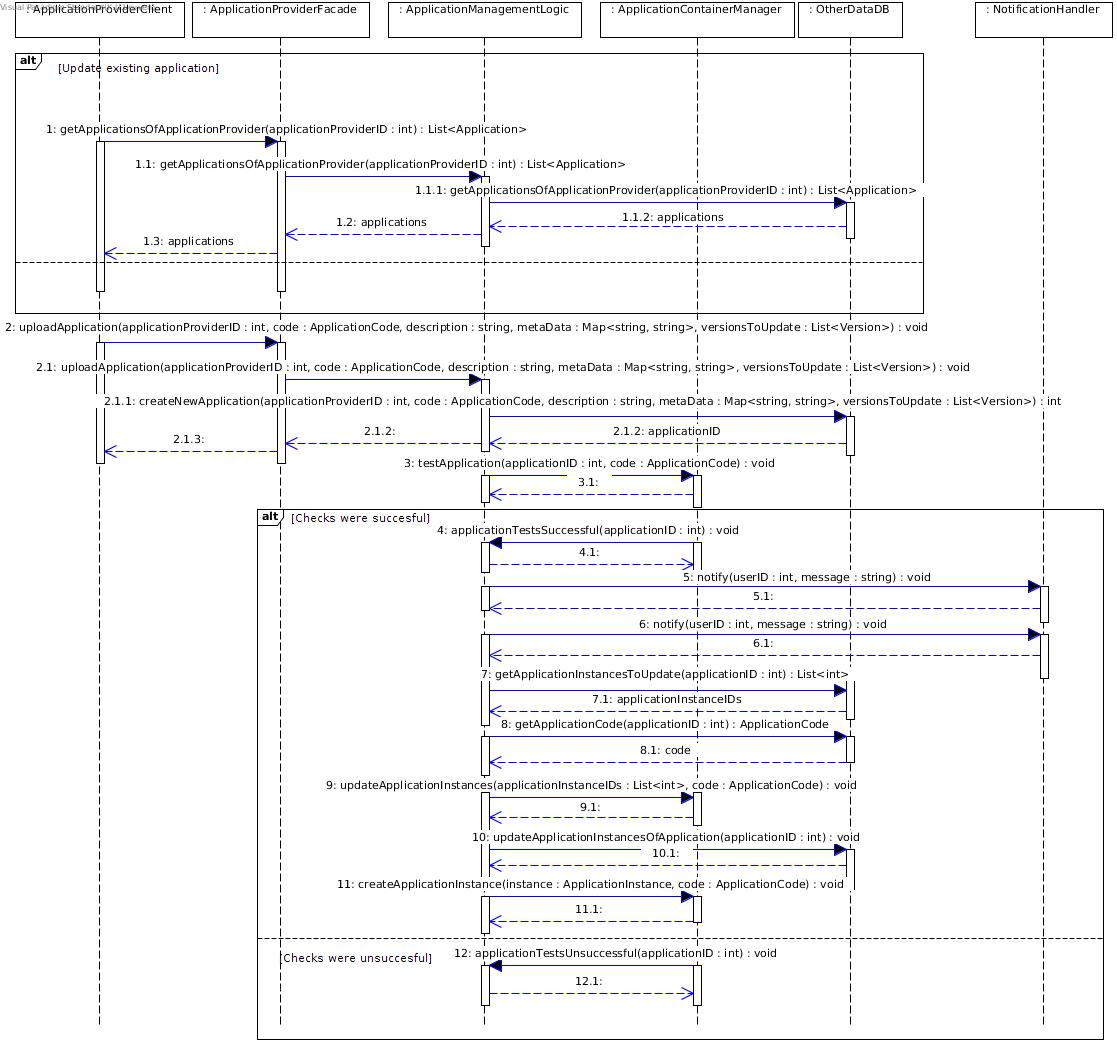 : ApplicationProviderClient
: ApplicationProviderFacade
: ApplicationManagementLogic
: ApplicationContainerManager
: OtherDataDB
: NotificationHandler
alt
[Update existing application]
1: getApplicationsOfApplicationProvider(applicationProviderID : int) : List<Application>
1.1: getApplicationsOfApplicationProvider(applicationProviderID : int) : List<Application>
1.1.1: getApplicationsOfApplicationProvider(applicationProviderID : int) : List<Application>
1.1.2: applications
1.2: applications
1.3: applications
2: uploadApplication(applicationProviderID : int, code : ApplicationCode, description : string, metaData : Map<string, string>, versionsToUpdate : List<Version>) : void
2.1: uploadApplication(applicationProviderID : int, code : ApplicationCode, description : string, metaData : Map<string, string>, versionsToUpdate : List<Version>) : void
2.1.1: createNewApplication(applicationProviderID : int, code : ApplicationCode, description : string, metaData : Map<string, string>, versionsToUpdate : List<Version>) : int
2.1.2: applicationID
2.1.2:
2.1.3:
3: testApplication(applicationID : int, code : ApplicationCode) : void
3.1:
alt
[Checks were succesful]
4: applicationTestsSuccessful(applicationID : int) : void
4.1:
5: notify(userID : int, message : string) : void
5.1:
6: notify(userID : int, message : string) : void
6.1:
7: getApplicationInstancesToUpdate(applicationID : int) : List<int>
7.1: applicationInstanceIDs
8: getApplicationCode(applicationID : int) : ApplicationCode
8.1: code
9: updateApplicationInstances(applicationInstanceIDs : List<int>, code : ApplicationCode) : void
9.1:
10: updateApplicationInstancesOfApplication(applicationID : int) : void
10.1:
11: createApplicationInstance(instance : ApplicationInstance, code : ApplicationCode) : void
11.1:
[Checks were unsuccesful]
12: applicationTestsUnsuccessful(applicationID : int) : void
12.1: